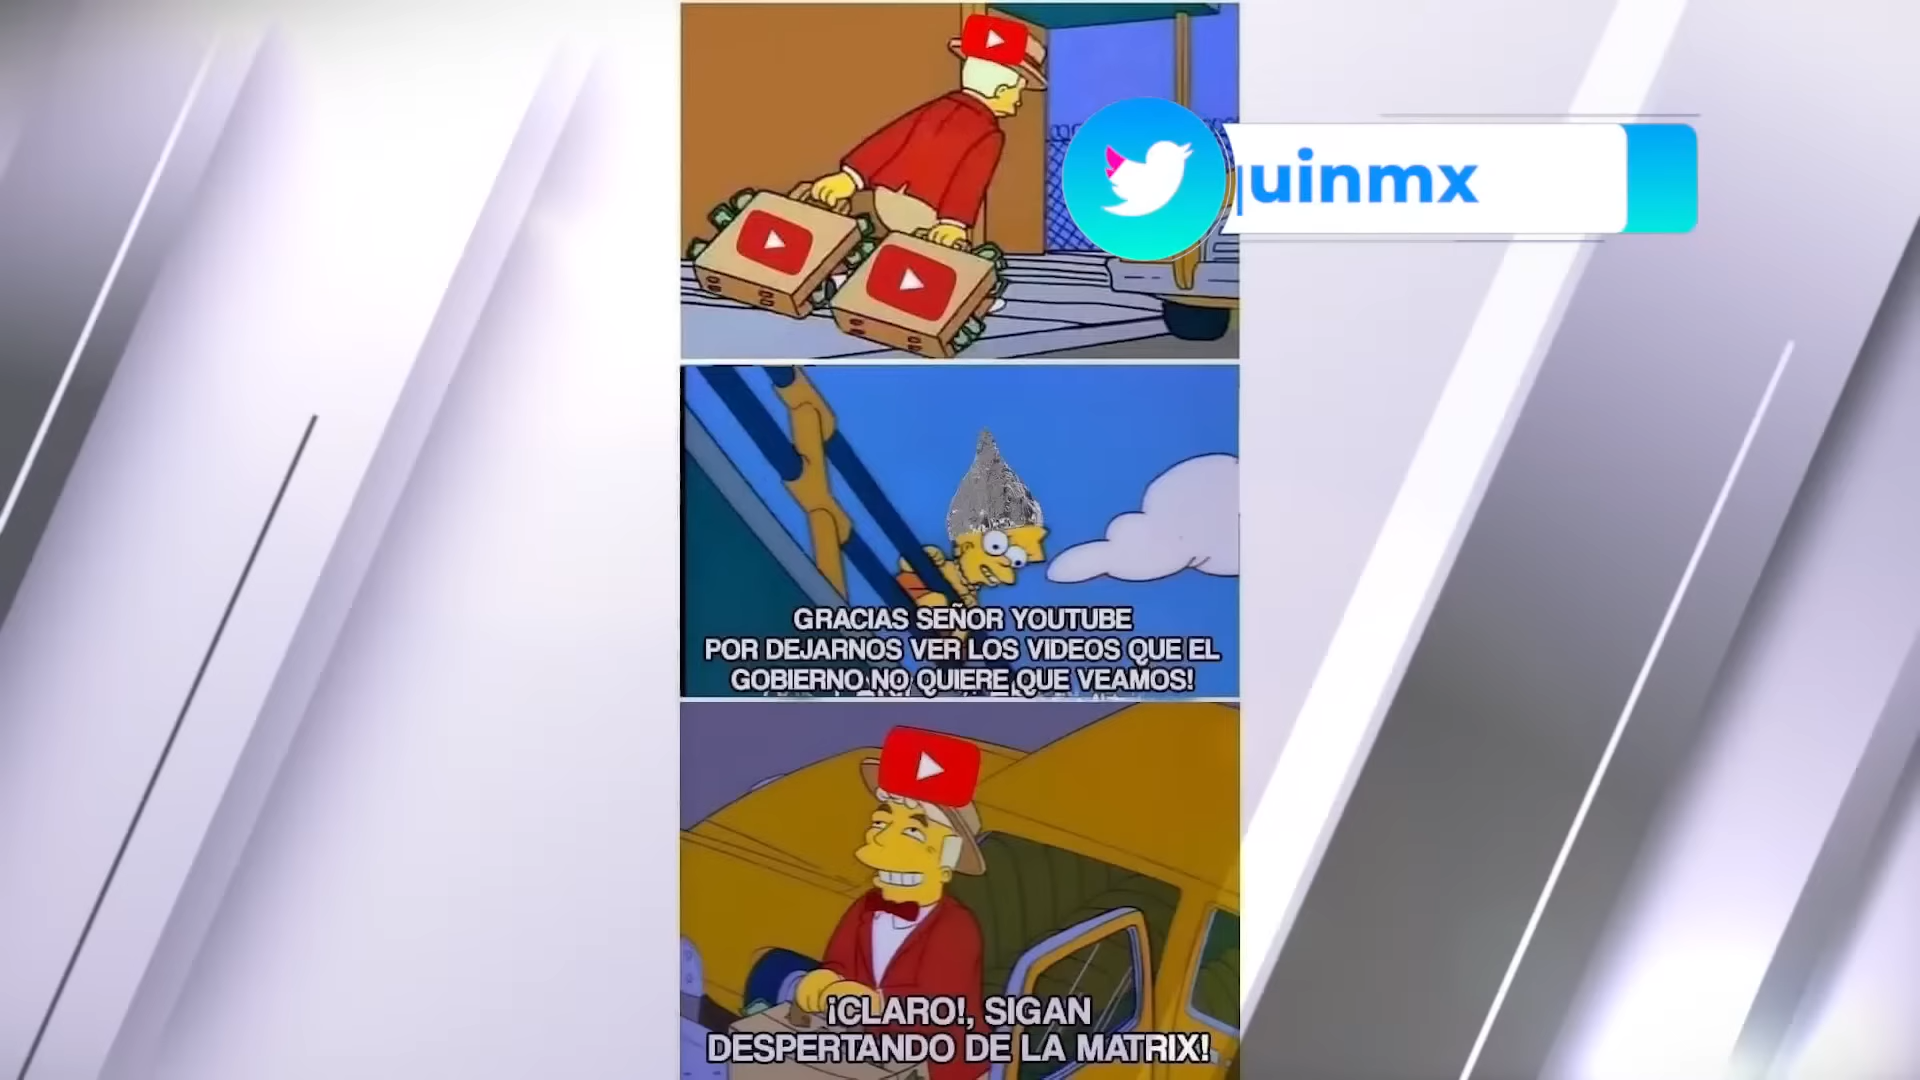 uinmx
GRACIAS SEÑOR YOUTUBE
POR DEJARNOS VER LOS VIDEOS QUE EL
GOBIERNO NO QUIERE QUE VEAMOS!
¡CLARO!, SIGAN
DESPERTANDO DE LA MATRIX!